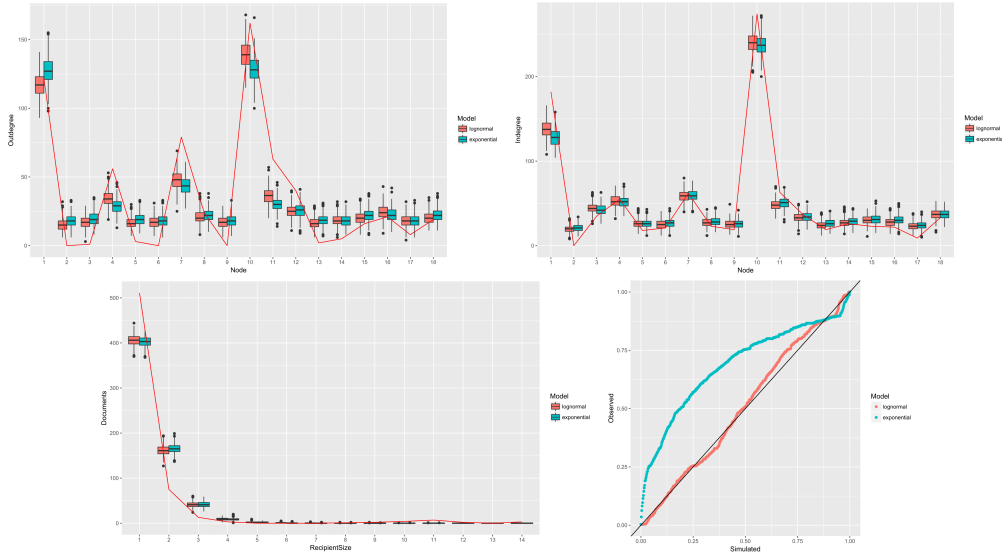 150
100
50
0
Outdegree
1 2 3 4 5 6 7 8 9 10 11 12 13 14 15 16 17 18
Node
Model
lognormal
exponential
200
100
0
Indegree
1 2 3 4 5 6 7 8 9 10 11 12 13 14 15 16 17 18
Node
Model
lognormal
exponential
500
400
300
200
100
0
Documents
1 2 3 4 5 6 7 8 9 10 11 12 13 14
RecipientSize
Model
lognormal
exponential
1.00
0.75
0.50
0.25
0.00
Observed
0.00 0.25 0.50 0.75 1.00
Simulated
Model
lognormal
exponential